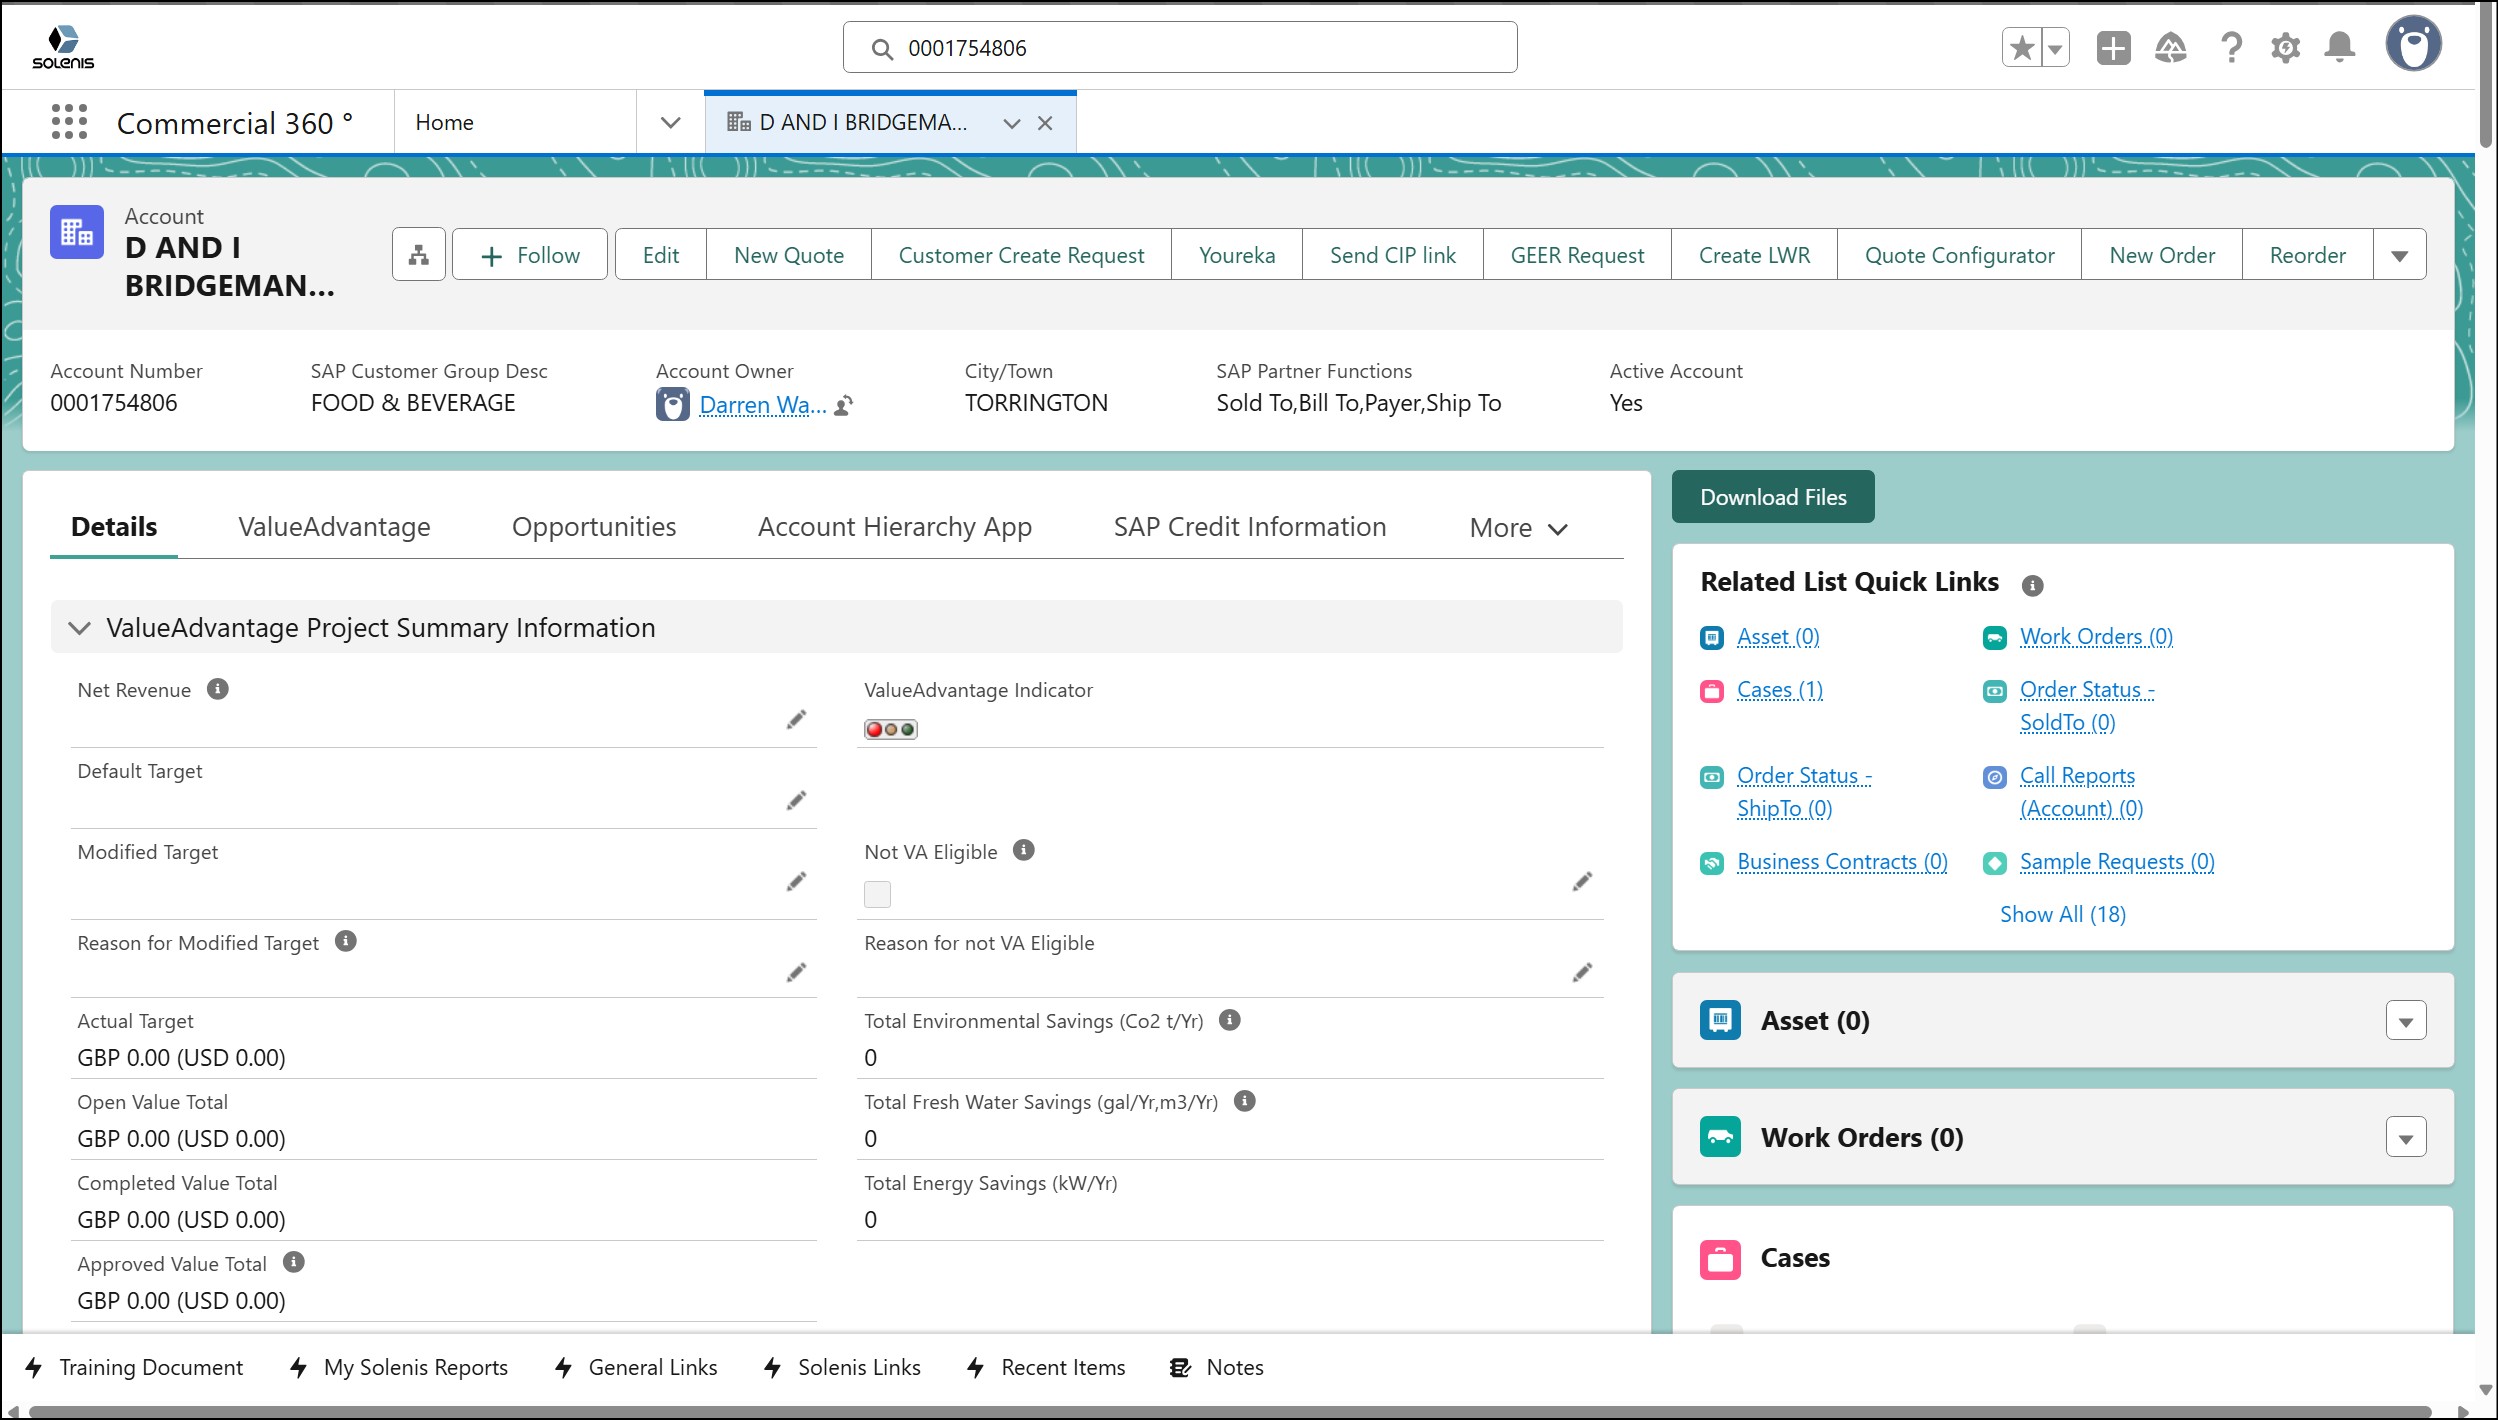 SOLENIS
0001754806
Commercial 360 °
Home
D AND I BRIDGEMA...
Account
D AND I
BRIDGEMAN...
Follow
Edit
New Quote
Customer Create Request
Youreka
Send CIP link
GEER Request
Create LWR
Quote Configurator
New Order
Reorder
Account Number
0001754806
SAP Customer Group Desc
FOOD & BEVERAGE
Account Owner
Darren Wa...
City/Town
TORRINGTON
SAP Partner Functions
Sold To,Bill To,Payer,Ship To
Active Account
Yes
Details
ValueAdvantage
Opportunities
Account Hierarchy App
SAP Credit Information
More
ValueAdvantage Project Summary Information
Net Revenue
ValueAdvantage Indicator
Default Target
Modified Target
Not VA Eligible
Reason for Modified Target
Reason for not VA Eligible
Actual Target
GBP 0.00 (USD 0.00)
Total Environmental Savings (Co2 t/Yr)
0
Open Value Total
GBP 0.00 (USD 0.00)
Total Fresh Water Savings (gal/Yr,m3/Yr)
0
Completed Value Total
GBP 0.00 (USD 0.00)
Total Energy Savings (kW/Yr)
0
Approved Value Total
GBP 0.00 (USD 0.00)
Download Files
Related List Quick Links
Asset (0)
Work Orders (0)
Cases (1)
Order Status -
SoldTo (0)
Order Status -
ShipTo (0)
Call Reports
(Account) (0)
Business Contracts (0)
Sample Requests (0)
Show All (18)
Asset (0)
Work Orders (0)
Cases
Training Document
My Solenis Reports
General Links
Solenis Links
Recent Items
Notes